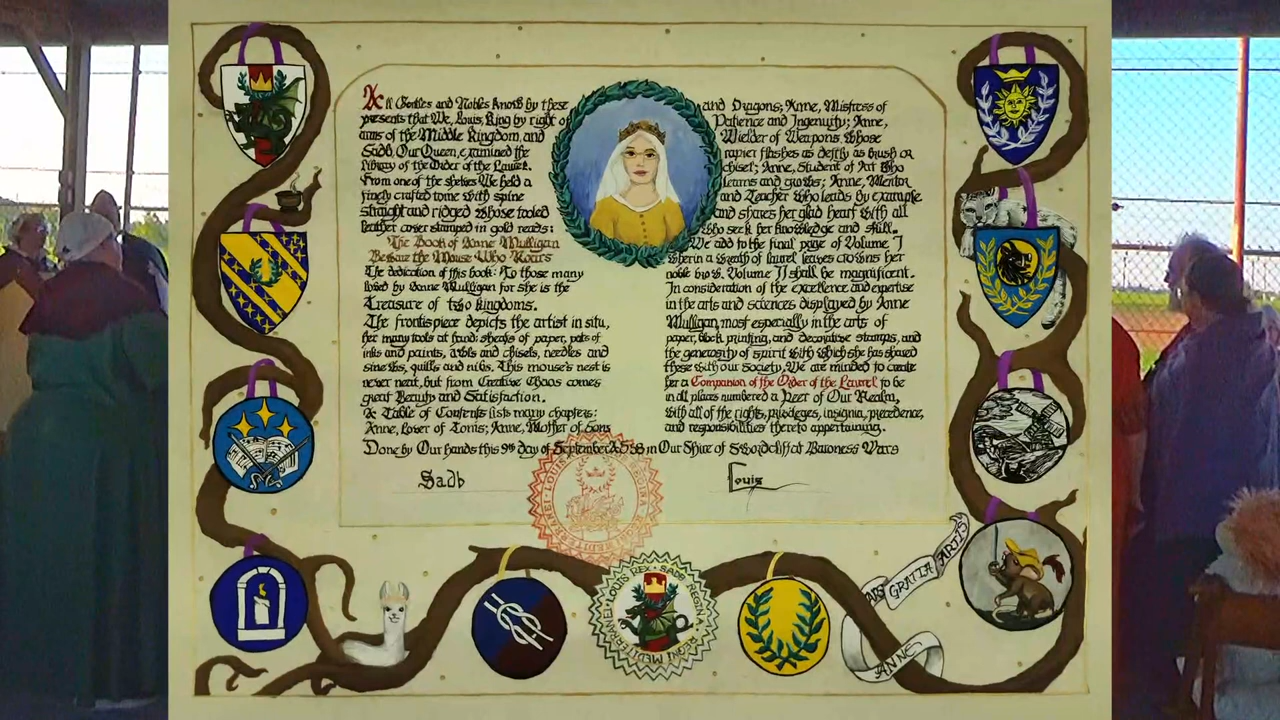 All Gentles and Nobles know by these
presents that We, Louis, King by right of
arms of the Middle Kingdom, and
Sadb, Our Queen, examined the
library of the Order of the Laurel.
From one of the shelves We held a
finely crafted tome with spine
straight and ridged whose tooled
leather cover stamped in gold reads:
The Book of Anne Mulligan
Beware the Mouse Who Roars
The dedication of this book: To those many
loved by Anne Mulligan for she is the
Treasure of two kingdoms.
The frontispiece depicts the artist in situ,
her many tools at hand: sheafs of paper, pots of
inks and paints, awls and chisels, needles and
sinews, quills and nibs. This mouse's nest is
never neat, but from Creative Chaos comes
great Beauty and Satisfaction.
A Table of Contents lists many chapters:
Anne, Lover of Tonis; Anne, Mother of Sons
and Dragons; Anne, Mistress of
Patience and Ingenuity; Anne,
Wielder of Weapons, whose
rapier flashes as deftly as brush or
chisel; Anne, Student of Art Who
learns and grows; Anne, Mentor
and Teacher who leads by example
and shares her glad heart with all
who seek her knowledge and skill.
We add to the final page of Volume I
wherin a wreath of laurel leaves crowns her
noble brow. Volume II shall be magnificent.
In consideration of the excellence and expertise
in the arts and sciences displayed by Anne
Mulligan, most especially in the arts of
paper, block printing, and decorative stamps, and
the generosity of spirit with which she has shared
these with our Society, We are minded to create
her a Companion of the Order of the Laurel to be
in all places numbered a Peer of Our Realm,
with all of the rights, privileges, insignia, precedence,
and responsibilities thereto appertaining.
Done by Our hands this 9th day of September A.S. 58 in Our Shire of Swordcliff at Baroness Wars
Sadb
Louis
LOUIS REX · SADB REGINA · REGNI MEDITERRANEI
ARS GRATIA ARTIS
ANNE